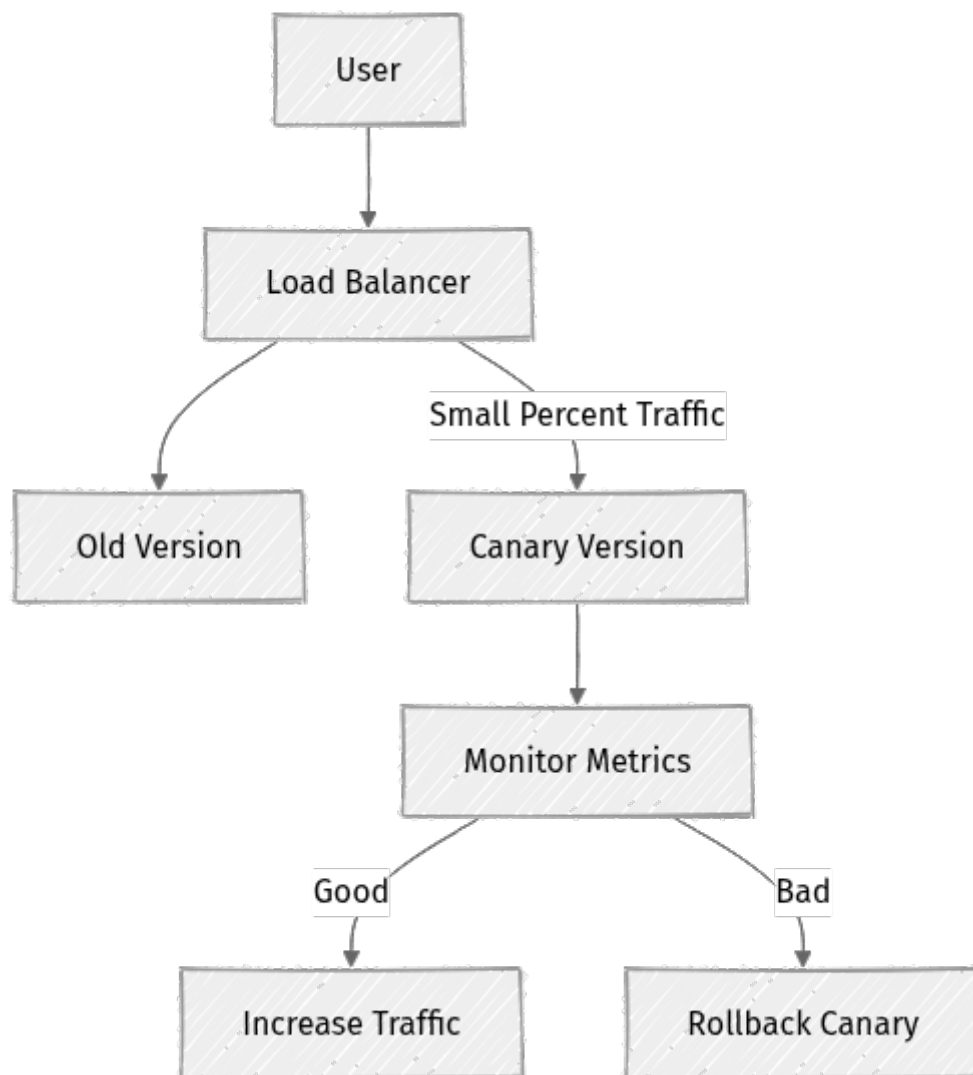 User
Load Balancer
Small Percent Traffic
Old Version
Canary Version
Monitor Metrics
Good
Bad
Increase Traffic
Rollback Canary